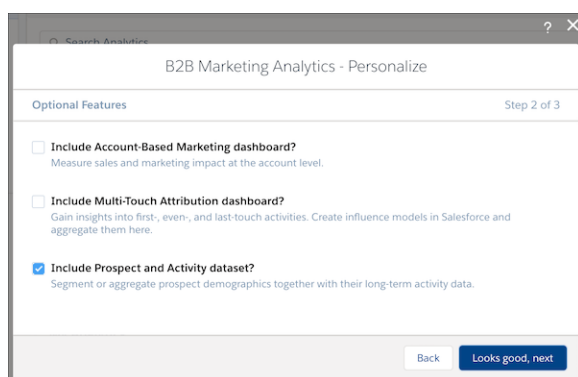 ?
Search Analytics
B2B Marketing Analytics - Personalize
Optional Features
Step 2 of 3
Include Account-Based Marketing dashboard?
Measure sales and marketing impact at the account level.
Include Multi-Touch Attribution dashboard?
Gain insights into first-, even-, and last-touch activities. Create influence models in Salesforce and
aggregate them here.
Include Prospect and Activity dataset?
Segment or aggregate prospect demographics together with their long-term activity data.
Back
Looks good, next